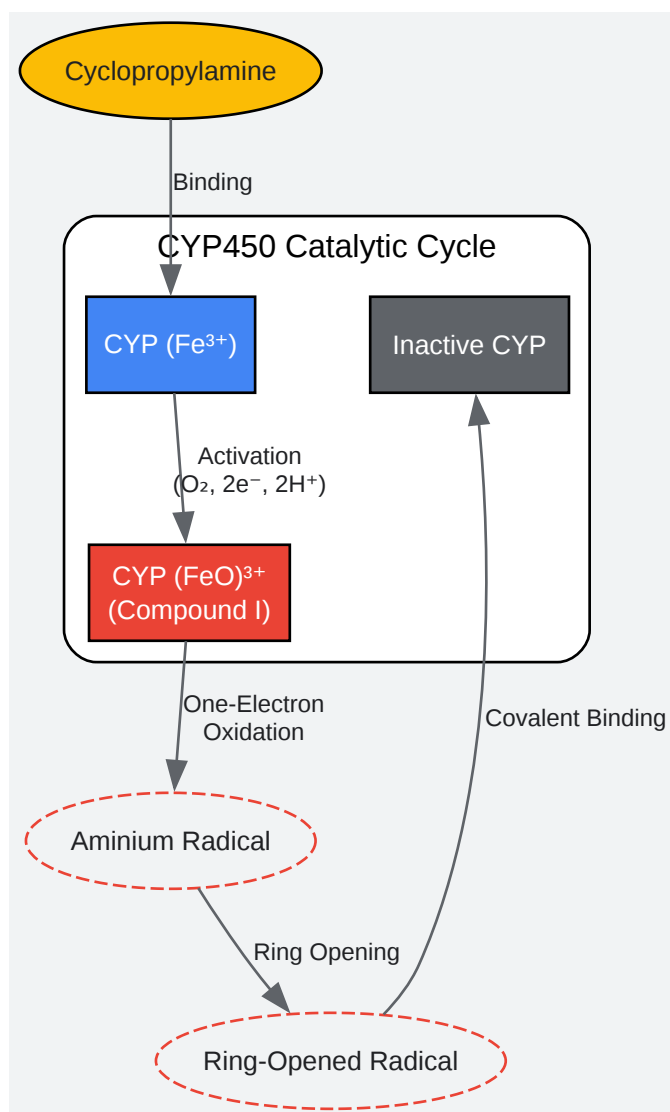 Cyclopropylamine
Binding
CYP450 Catalytic Cycle
CYP (Fe³⁺)
Inactive CYP
Activation
(O₂, 2e⁻, 2H⁺)
CYP (FeO)³⁺
(Compound I)
One-Electron
Oxidation
Covalent Binding
Aminium Radical
Ring Opening
Ring-Opened Radical